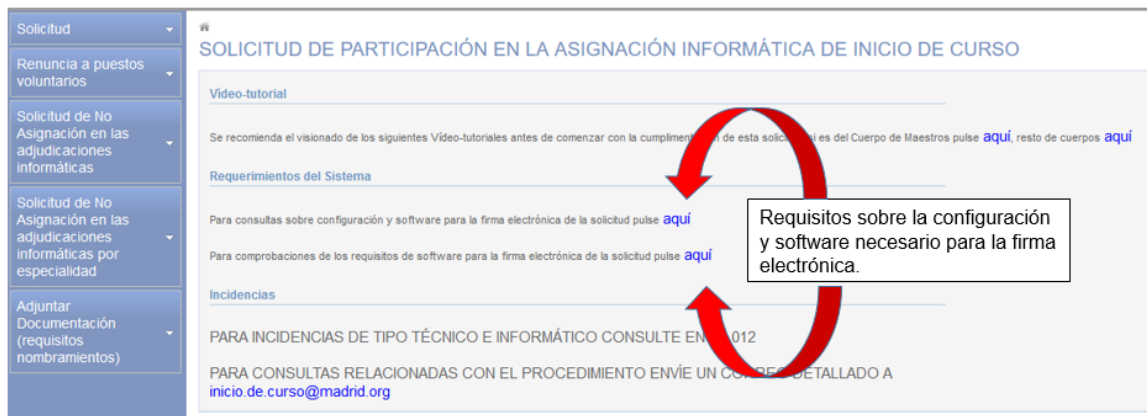 Solicitud
Renuncia a puestos
voluntarios
Solicitud de No
Asignación en las
adjudicaciones
informáticas
Solicitud de No
Asignación en las
adjudicaciones
informáticas por
especialidad
Adjuntar
Documentación
(requisitos
nombramientos)
SOLICITUD DE PARTICIPACIÓN EN LA ASIGNACIÓN INFORMÁTICA DE INICIO DE CURSO
Vídeo-tutorial
Se recomienda el visionado de los siguientes Vídeo-tutoriales antes de comenzar con la de esta es del Cuerpo de Maestros pulse aquí, resto de cuerpos aquí
Requerimientos del Sistema
Para consultas sobre configuración y software para la firma electrónica de la solicitud pulse aquí
Para comprobaciones de los requisitos de software para la firma electrónica de la solicitud pulse aquí
Requisitos sobre la configuración
y software necesario para la firma
electrónica.
Incidencias
PARA INCIDENCIAS DE TIPO TÉCNICO E INFORMÁTICO CONSULTE EN 012
PARA CONSULTAS RELACIONADAS CON EL PROCEDIMIENTO ENVÍE UN DETALLADO A
inicio.de.curso@madrid.org